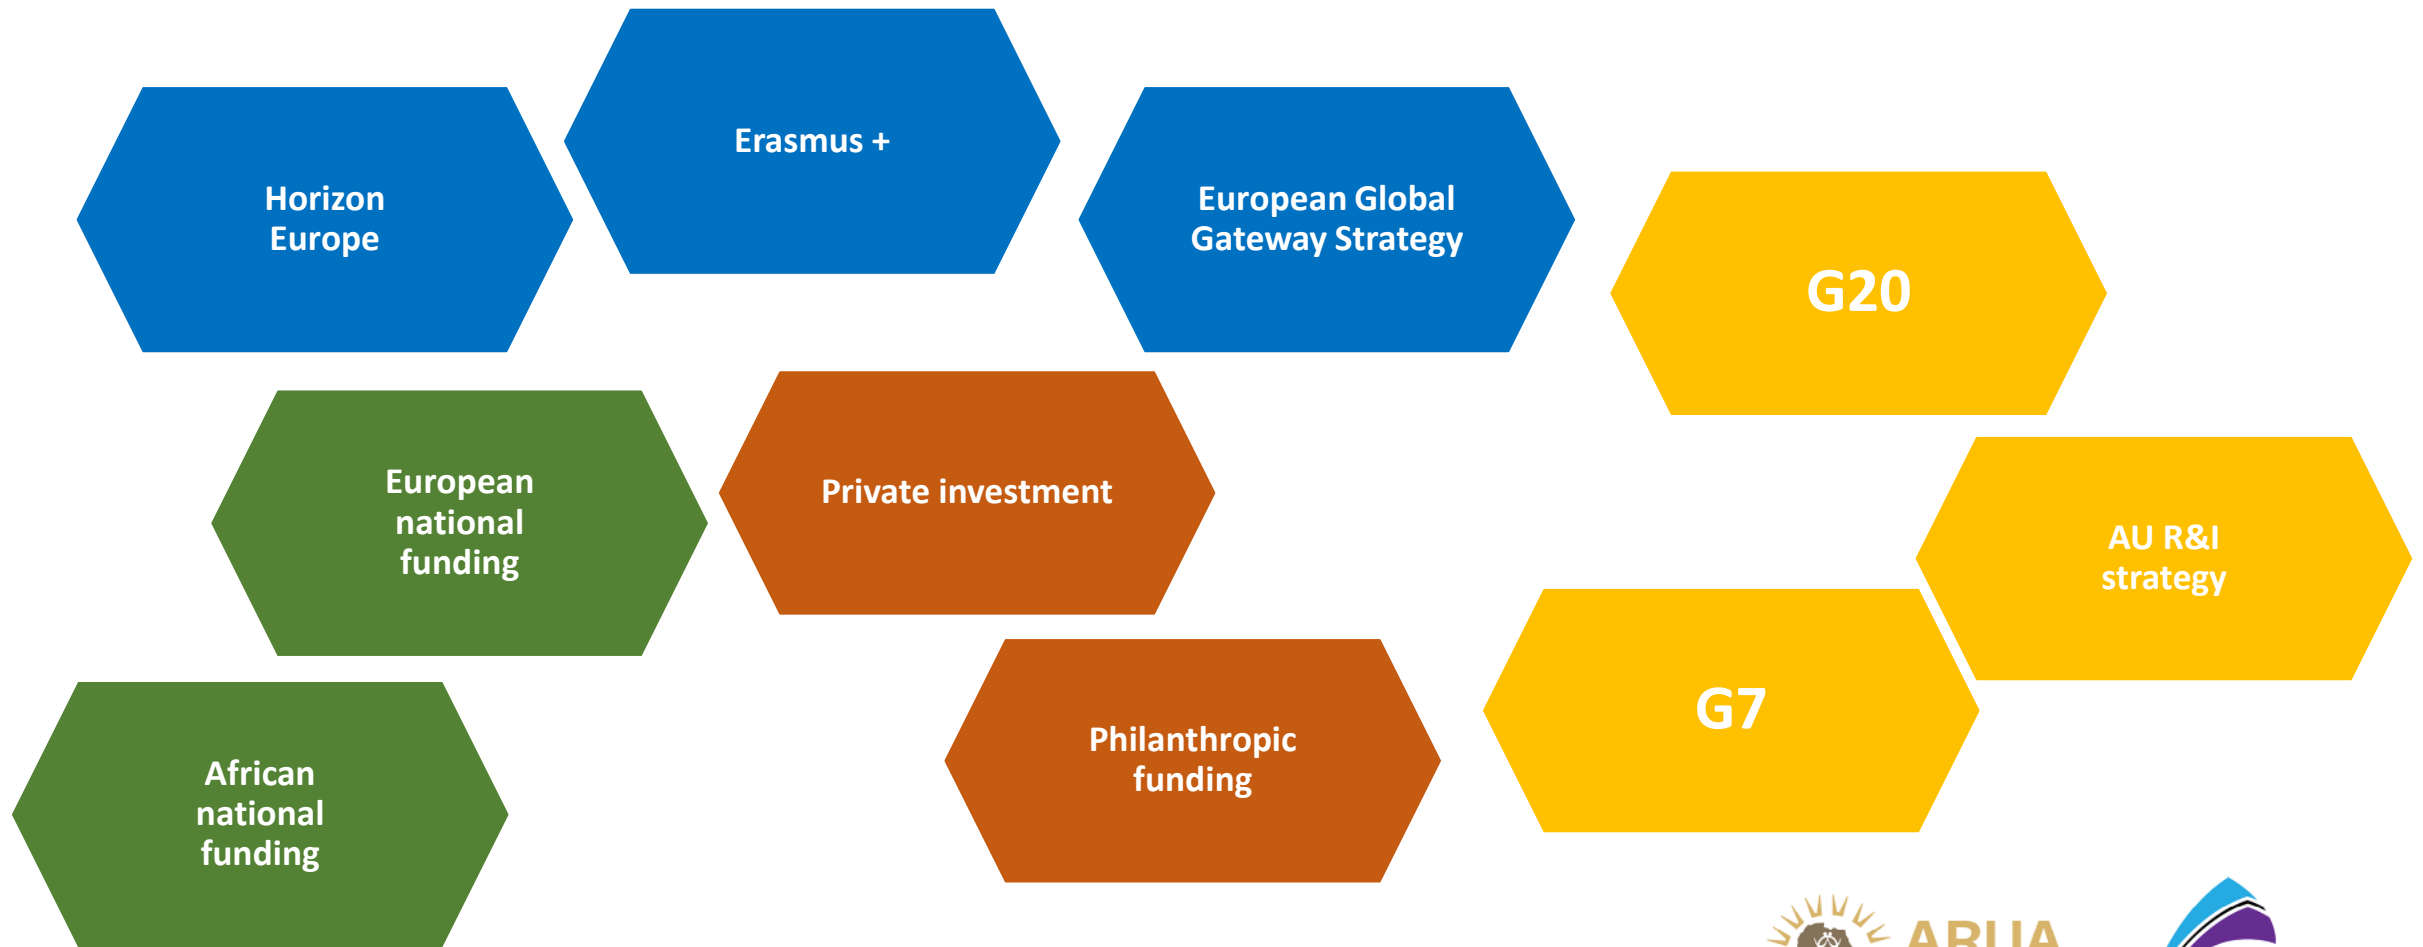 Erasmus +
Horizon
Europe
European Global
Gateway Strategy
G20
European
national
funding
Private investment
AU R&I
strategy
G7
Philanthropic
funding
African
national
funding
ARUA